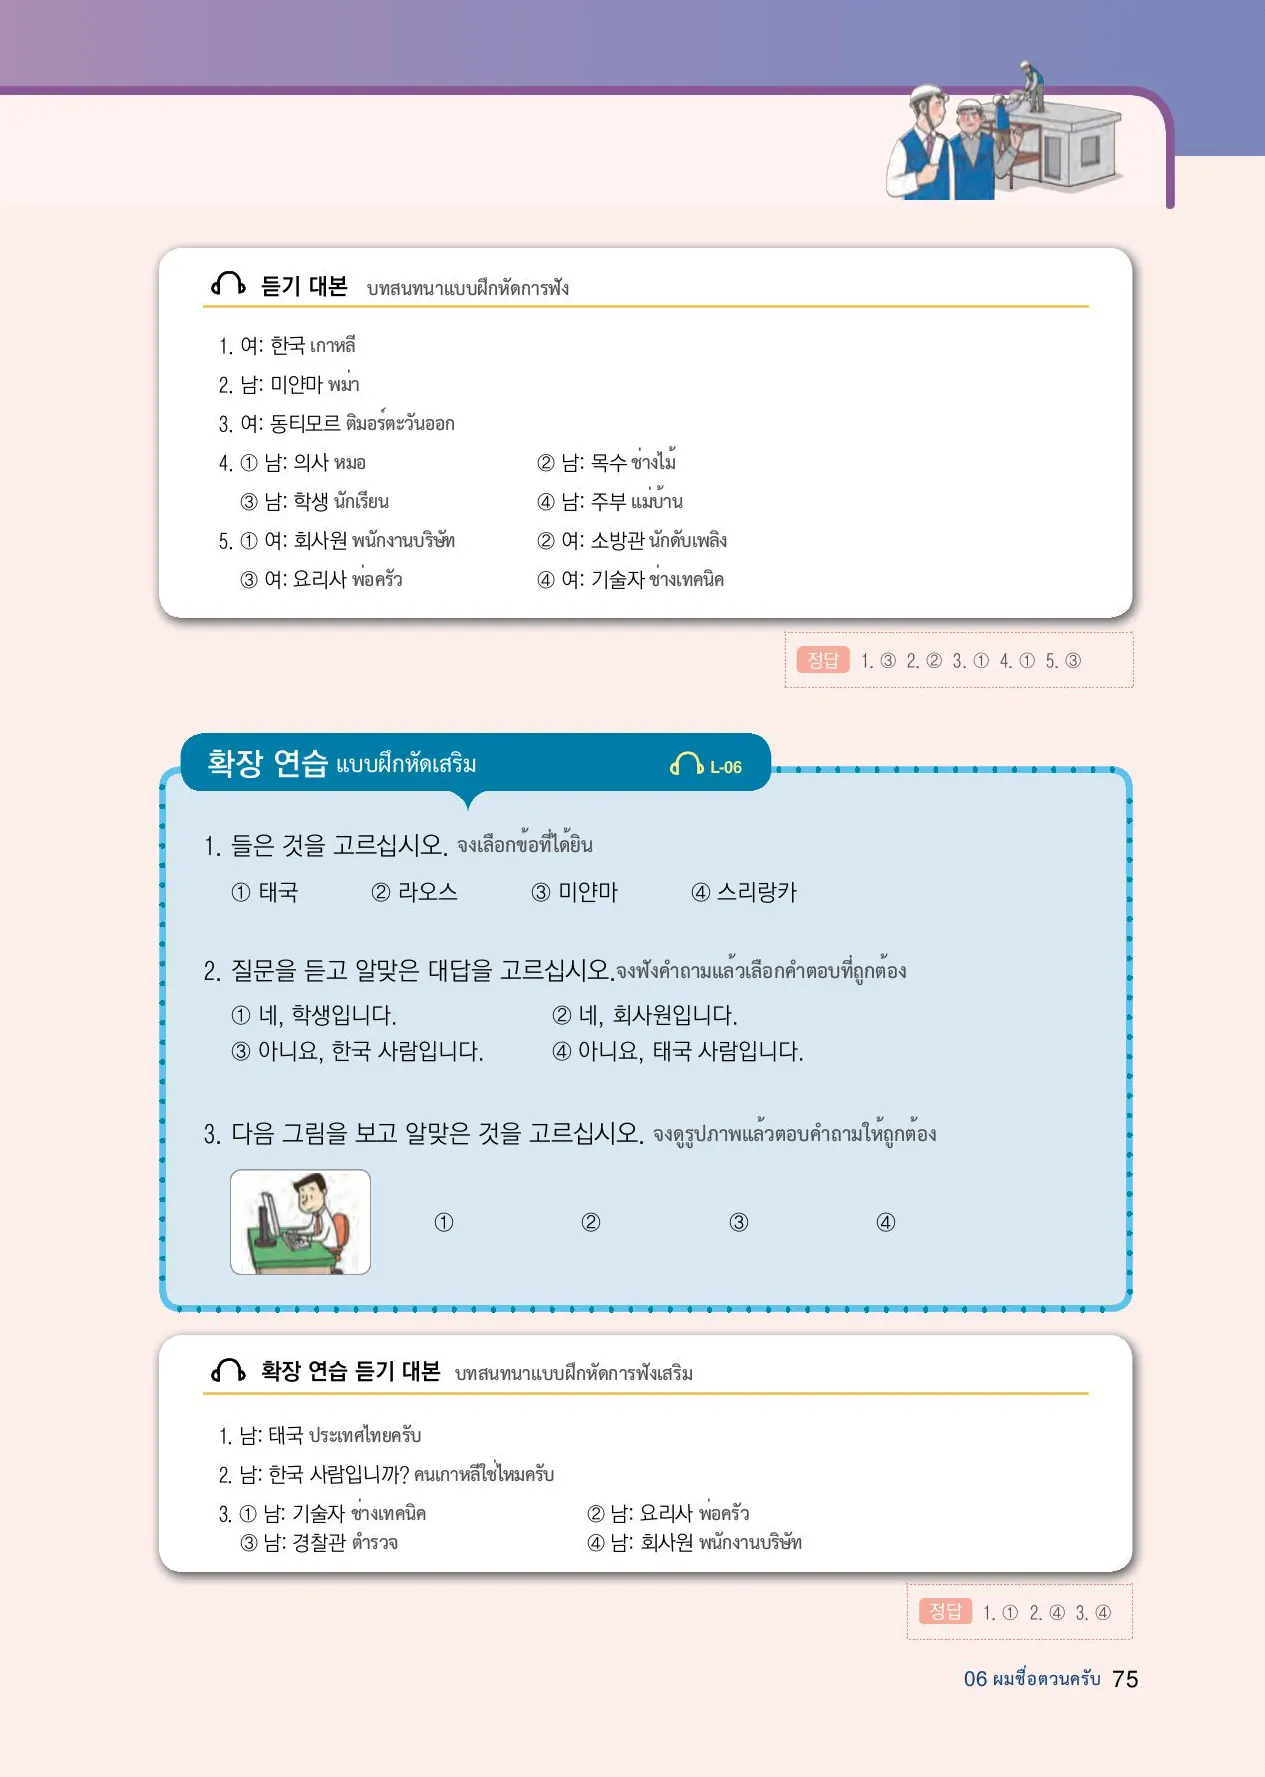 듣기 대본 บทสนทนาแบบฝึกหัดการฟัง
1. 여: 한국 เกาหลี
2. 남: 미얀마 พม่า
3. 여: 동티모르 ติมอร์ตะวันออก
4. ① 남: 의사 หมอ ② 남: 목수 ช่างไม้
③ 남: 학생 นักเรียน ④ 남: 주부 แม่บ้าน
5. ① 여: 회사원 พนักงานบริษัท ② 여: 소방관 นักดับเพลิง
③ 여: 요리사 พ่อครัว ④ 여: 기술자 ช่างเทคนิค
정답 1. ③ 2. ② 3. ① 4. ① 5. ③
확장 연습 แบบฝึกหัดเสริม L-06
1. 들은 것을 고르십시오. จงเลือกข้อที่ได้ยิน
① 태국 ② 라오스 ③ 미얀마 ④ 스리랑카
2. 질문을 듣고 알맞은 대답을 고르십시오.จงฟังคำถามแล้วเลือกคำตอบที่ถูกต้อง
① 네, 학생입니다. ② 네, 회사원입니다.
③ 아니요, 한국 사람입니다. ④ 아니요, 태국 사람입니다.
3. 다음 그림을 보고 알맞은 것을 고르십시오. จงดูรูปภาพแล้วตอบคำถามให้ถูกต้อง
① ② ③ ④
확장 연습 듣기 대본 บทสนทนาแบบฝึกหัดการฟังเสริม
1. 남: 태국 ประเทศไทยครับ
2. 남: 한국 사람입니까? คนเกาหลีใช่ไหมครับ
3. ① 남: 기술자 ช่างเทคนิค ② 남: 요리사 พ่อครัว
③ 남: 경찰관 ตำรวจ ④ 남: 회사원 พนักงานบริษัท
정답 1. ① 2. ④ 3. ④
06 ผมชื่อตวนครับ 75